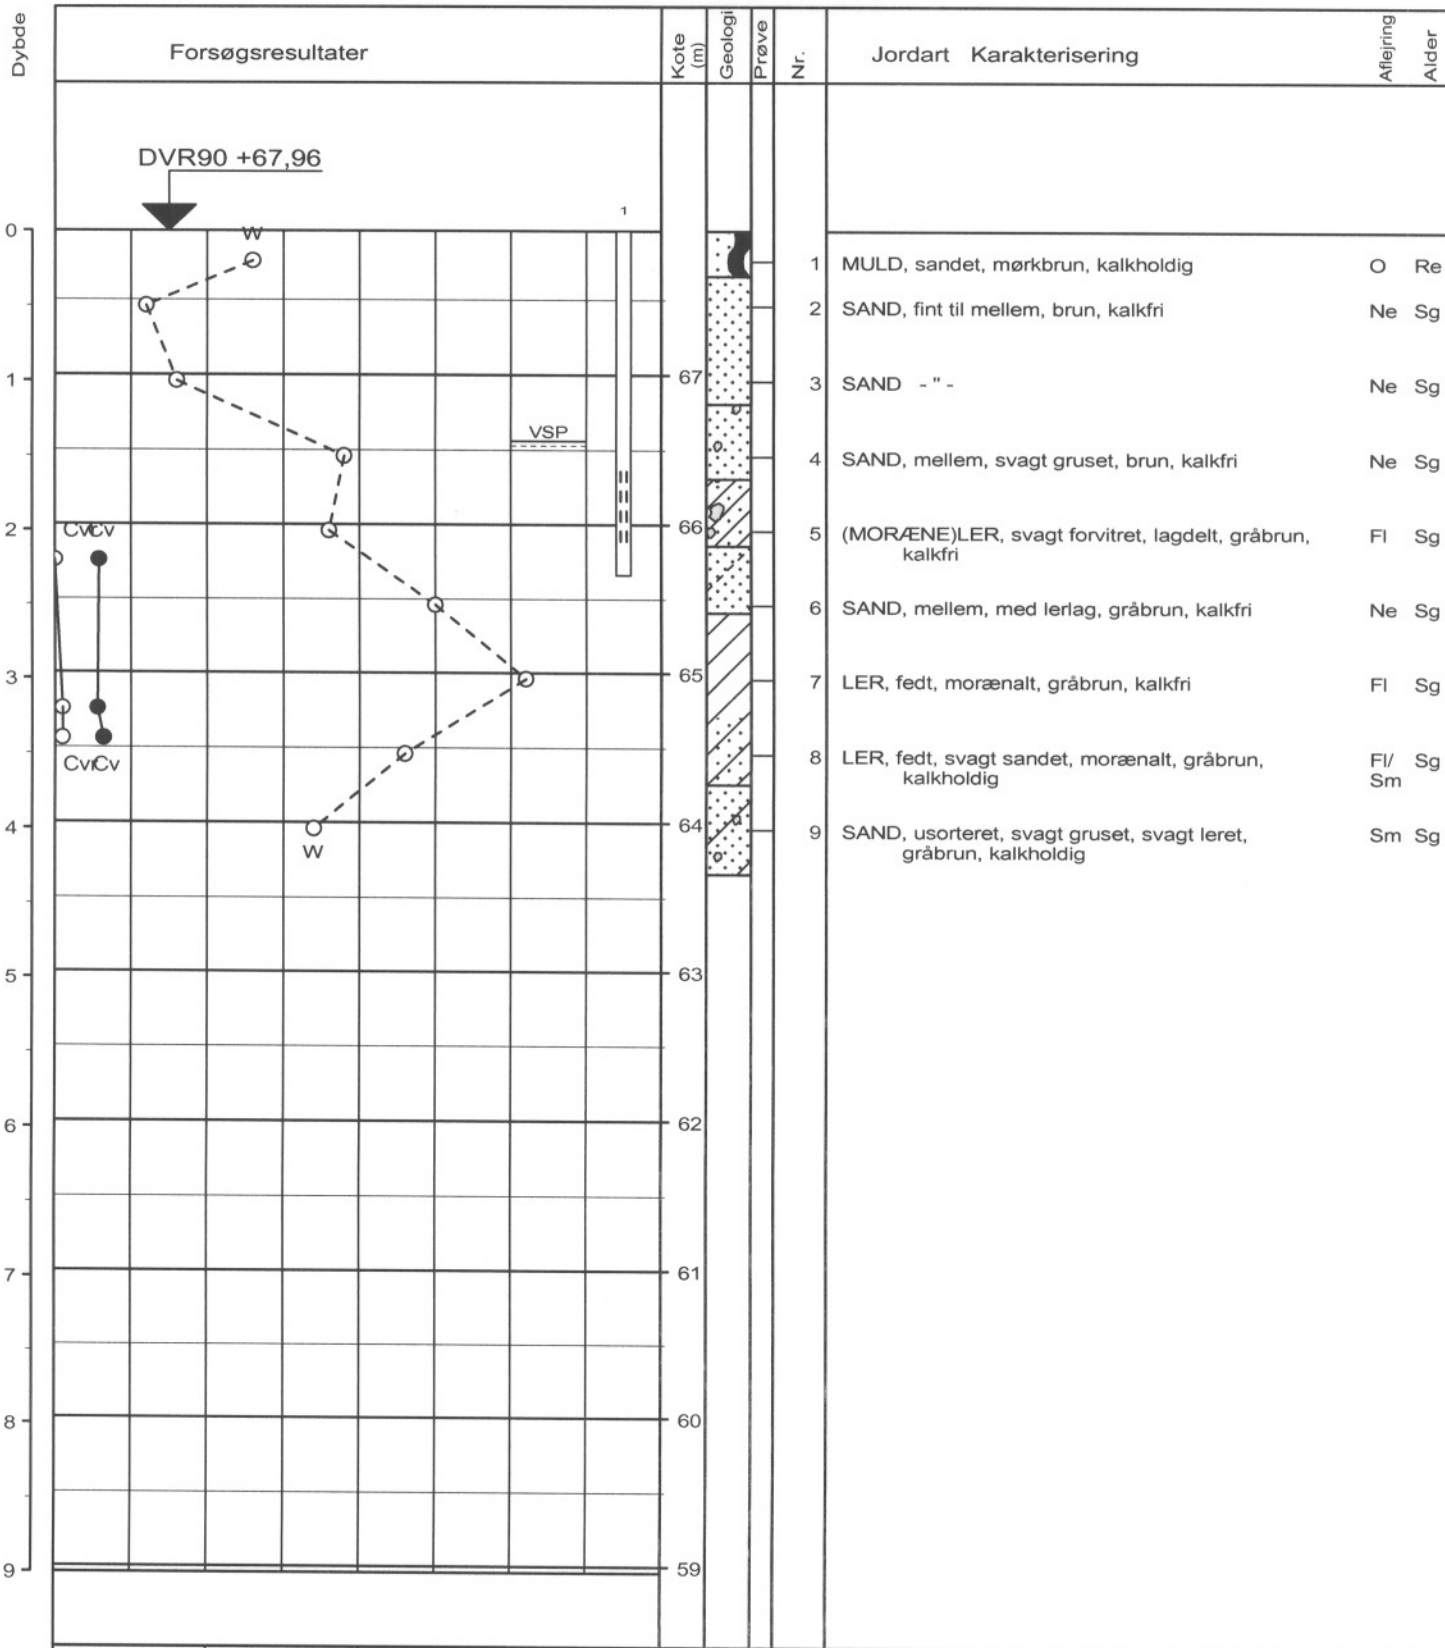 Dybde
Forsøgsresultater
Kote (m)
Geologi
Prøve
Nr.
Jordart Karakterisering
Aflejring
Alder
DVR90 +67,96
1
0
W
1 MULD, sandet, mørkbrun, kalkholdig O Re
2 SAND, fint til mellem, brun, kalkfri Ne Sg
1
67
3 SAND - " - Ne Sg
VSP
4 SAND, mellem, svagt gruset, brun, kalkfri Ne Sg
2
Cvr Cv
66
5 (MORÆNE)LER, svagt forvitret, lagdelt, gråbrun, Fl Sg
kalkfri
6 SAND, mellem, med lerlag, gråbrun, kalkfri Ne Sg
3
65
7 LER, fedt, morænalt, gråbrun, kalkfri Fl Sg
Cvr Cv
8 LER, fedt, svagt sandet, morænalt, gråbrun, Fl/ Sg
kalkholdig Sm
4
64
W
9 SAND, usorteret, svagt gruset, svagt leret, Sm Sg
gråbrun, kalkholdig
5
63
6
62
7
61
8
60
9
59